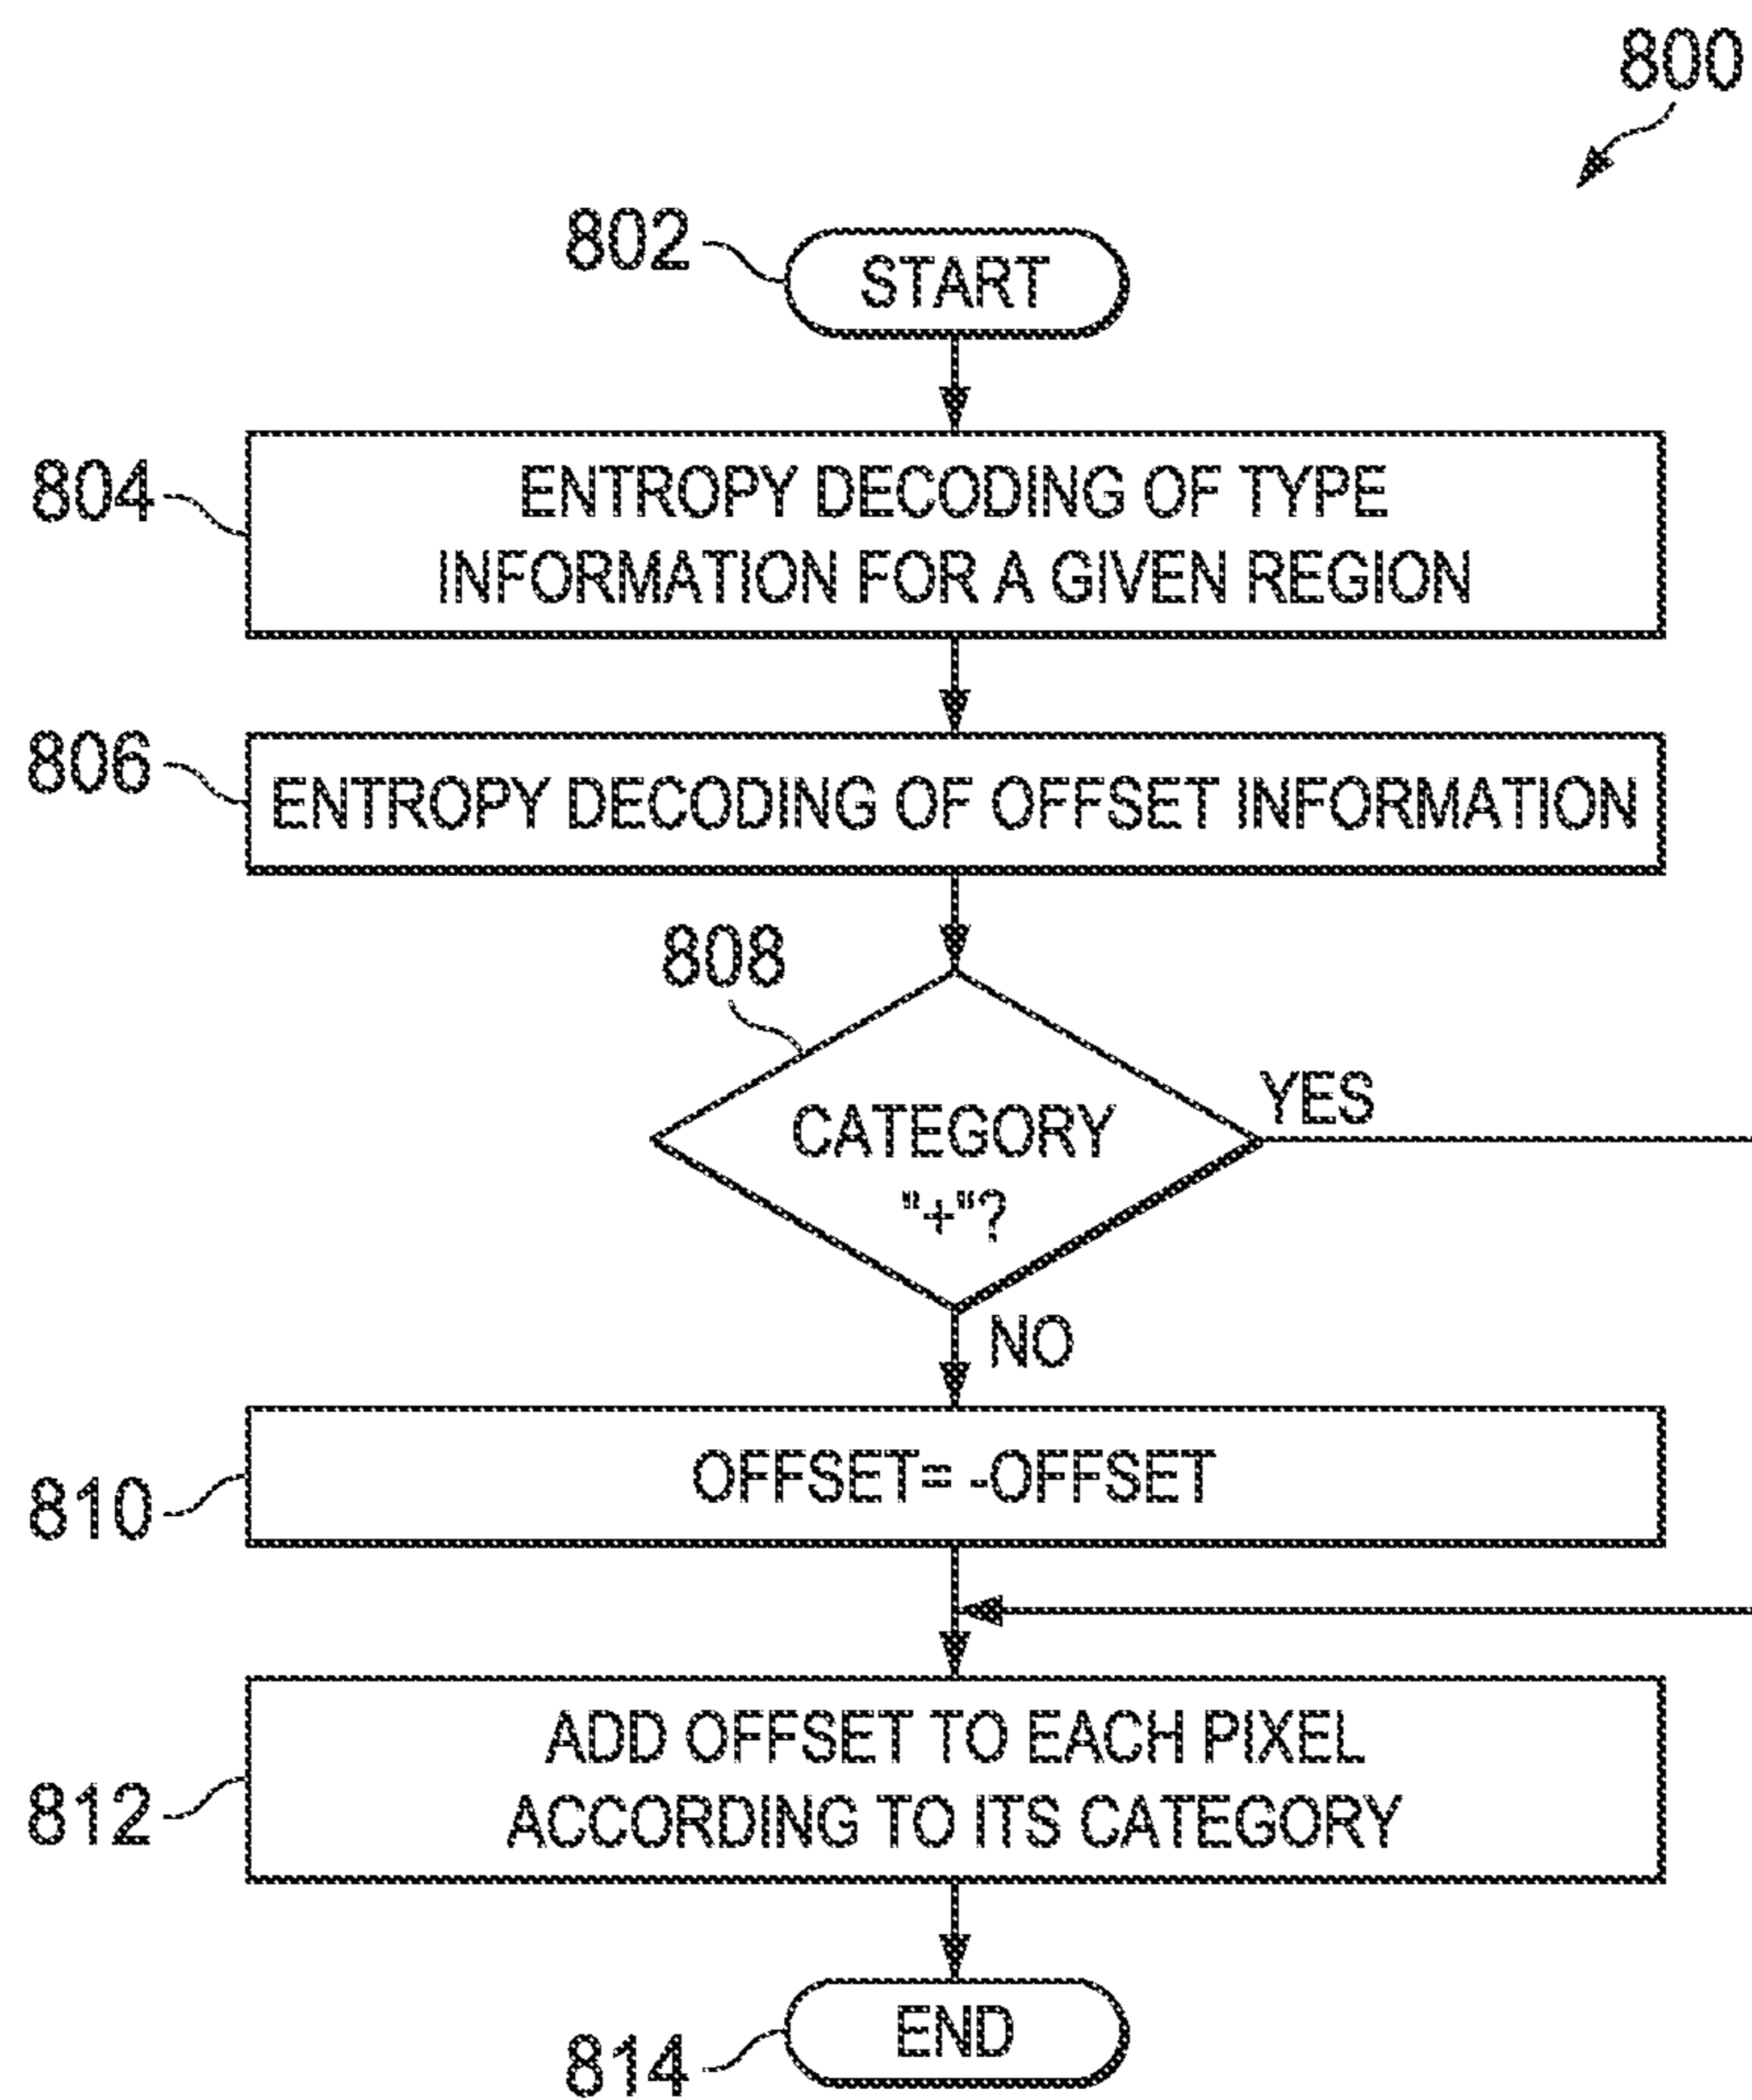 800
802
START
804
ENTROPY DECODING OF TYPE
INFORMATION FOR A GIVEN REGION
806
ENTROPY DECODING OF OFFSET INFORMATION
808
CATEGORY
"+"?
YES
NO
810
OFFSET= -OFFSET
812
ADD OFFSET TO EACH PIXEL
ACCORDING TO ITS CATEGORY
814
END